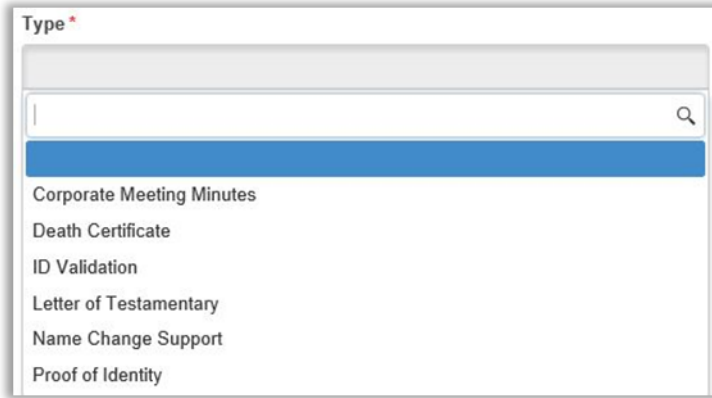 Type *
Corporate Meeting Minutes
Death Certificate
ID Validation
Letter of Testamentary
Name Change Support
Proof of Identity